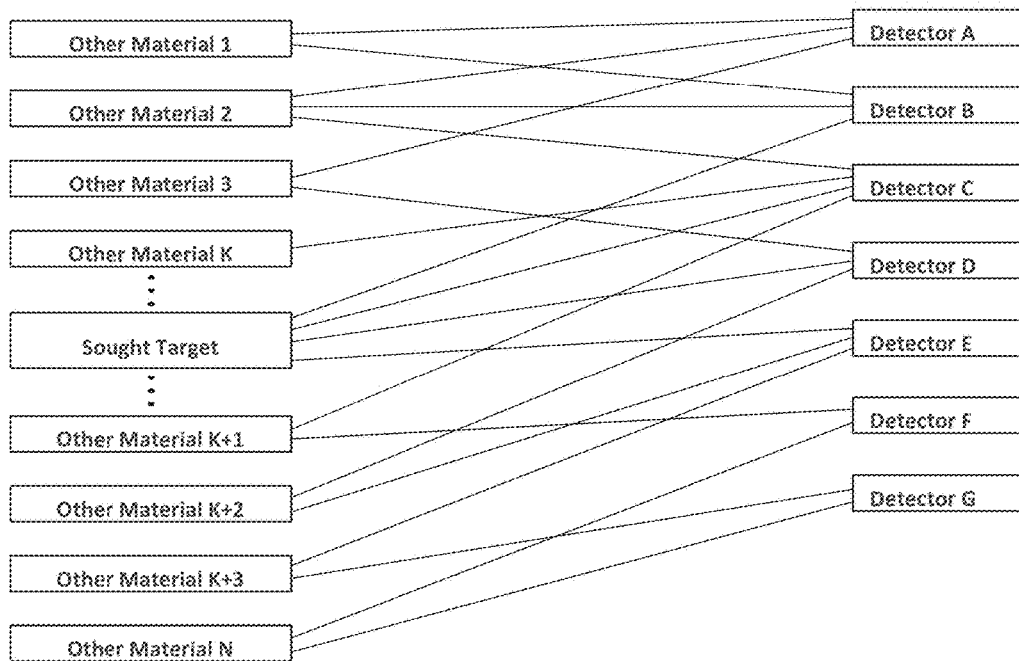 Other Material 1
Other Material 2
Other Material 3
Other Material K
Sought Target
Other Material K+1
Other Material K+2
Other Material K+3
Other Material N
Detector A
Detector B
Detector C
Detector D
Detector E
Detector F
Detector G